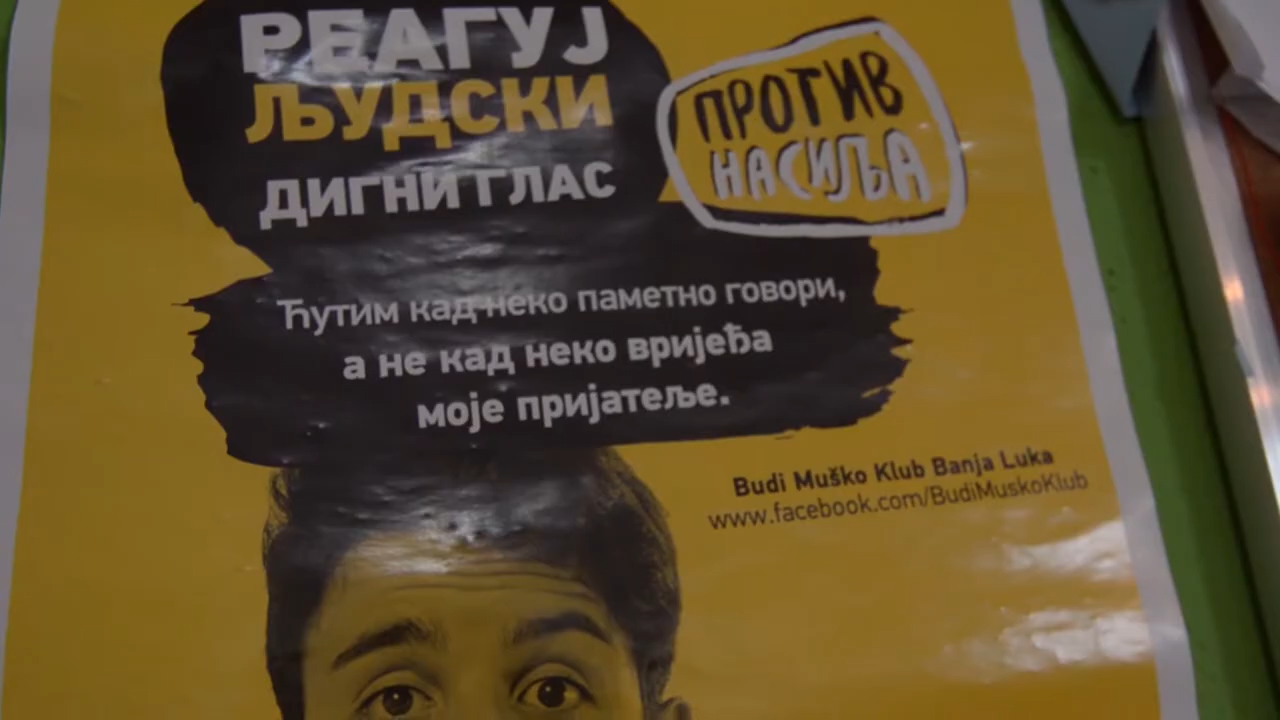 РЕАГУЈ
ЉУДСКИ
ДИГНИ ГЛАС
ПРОТИВ
НАСИЉА
Ћутим кад неко паметно говори,
а не кад неко вријеђа
моје пријатеље.
Budi Muško Klub Banja Luka
www.facebook.com/BudiMuskoKlub